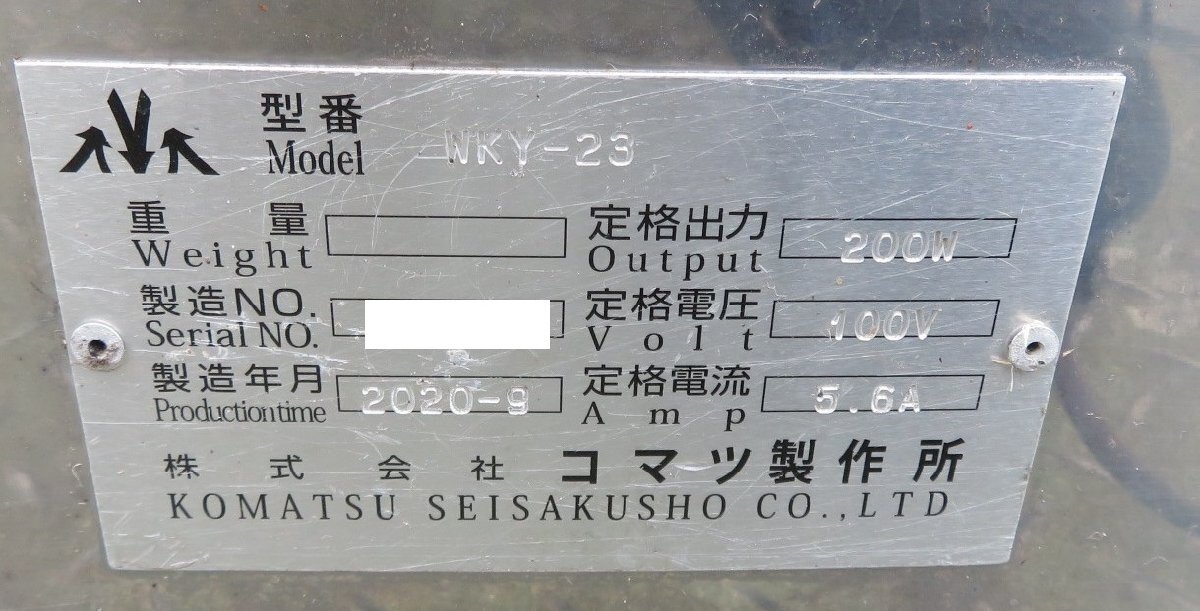 型番 WKY-23
Model
重量 定格出力 200W
Weight Output
製造NO. 定格電圧 100V
Serial NO. Volt
製造年月 2020-9 定格電流 5.6A
Productiontime Amp
株式会社 コマツ製作所
KOMATSU SEISAKUSHO CO.,LTD